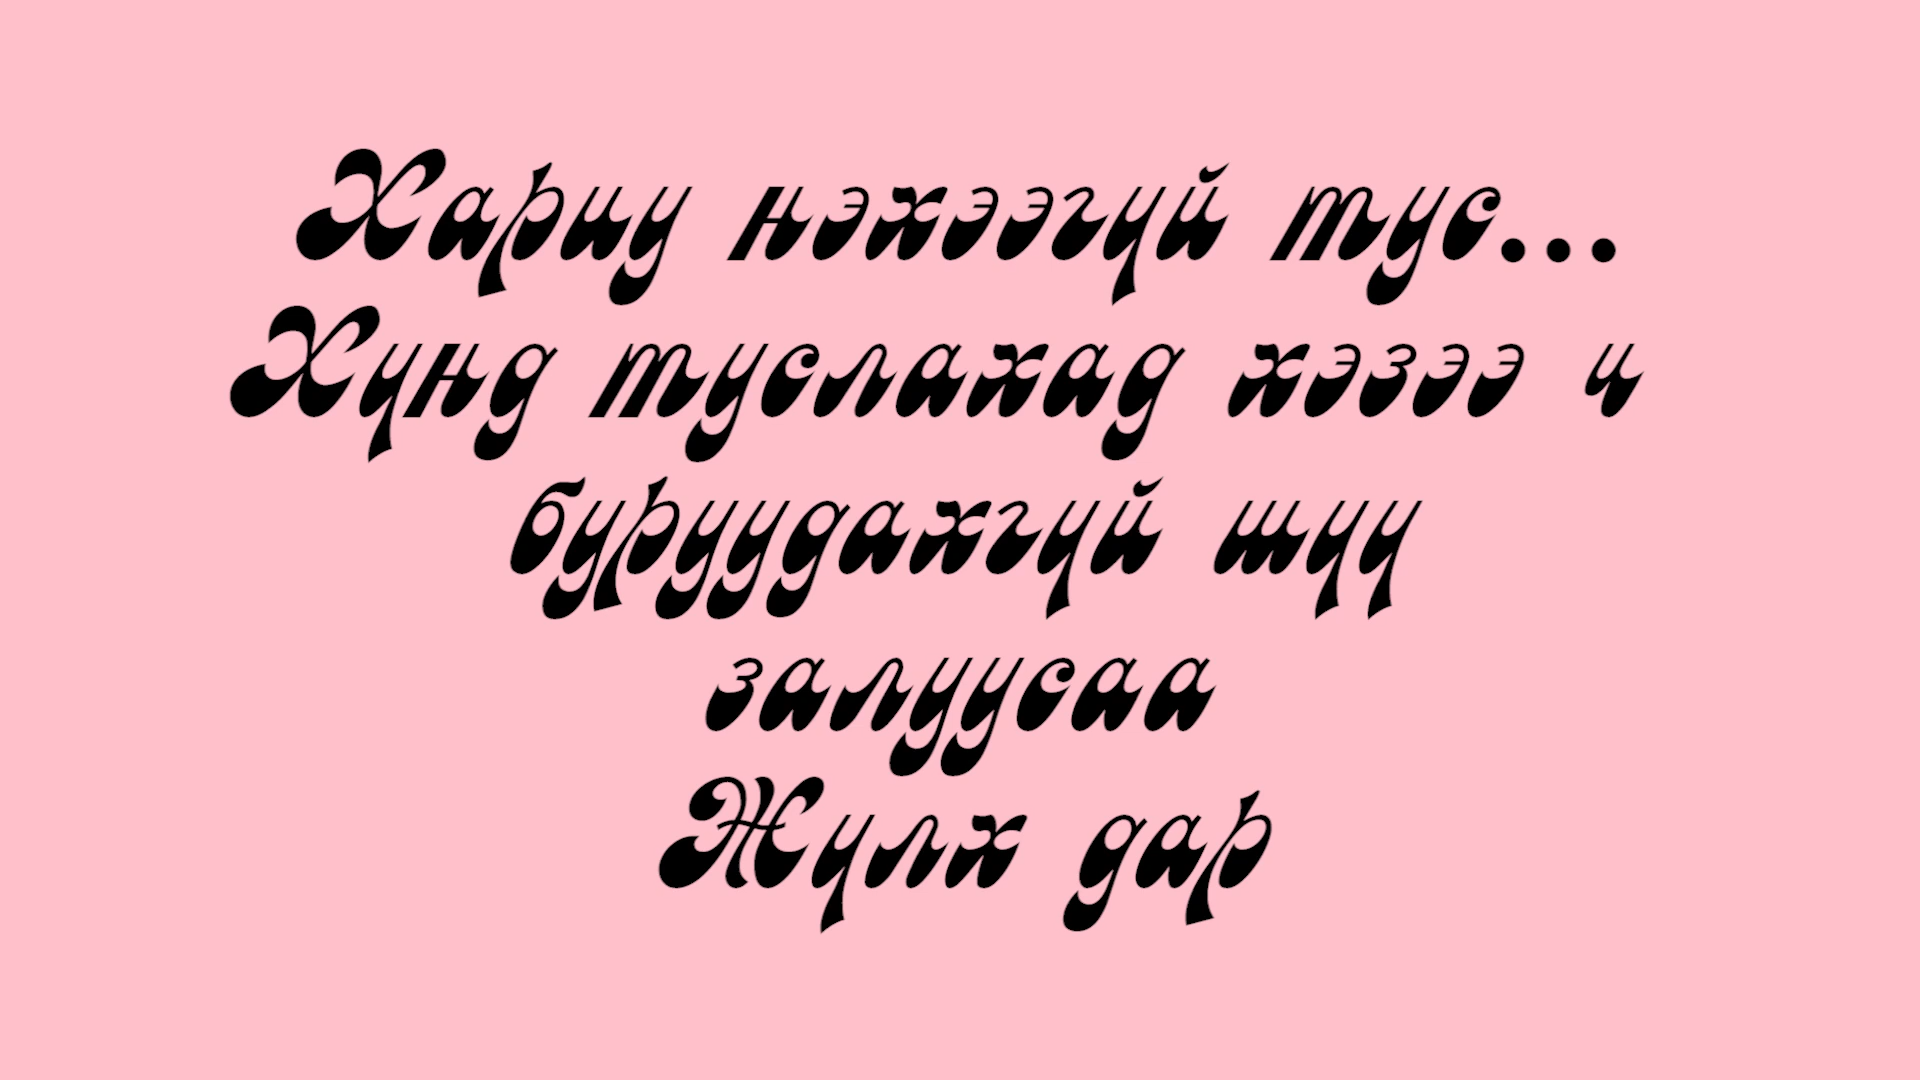 Хариу нэхээгүй тус...
Хүнд туслахад хэзээ ч
буруудахгүй шүү
залуусаа
Жүлх дар